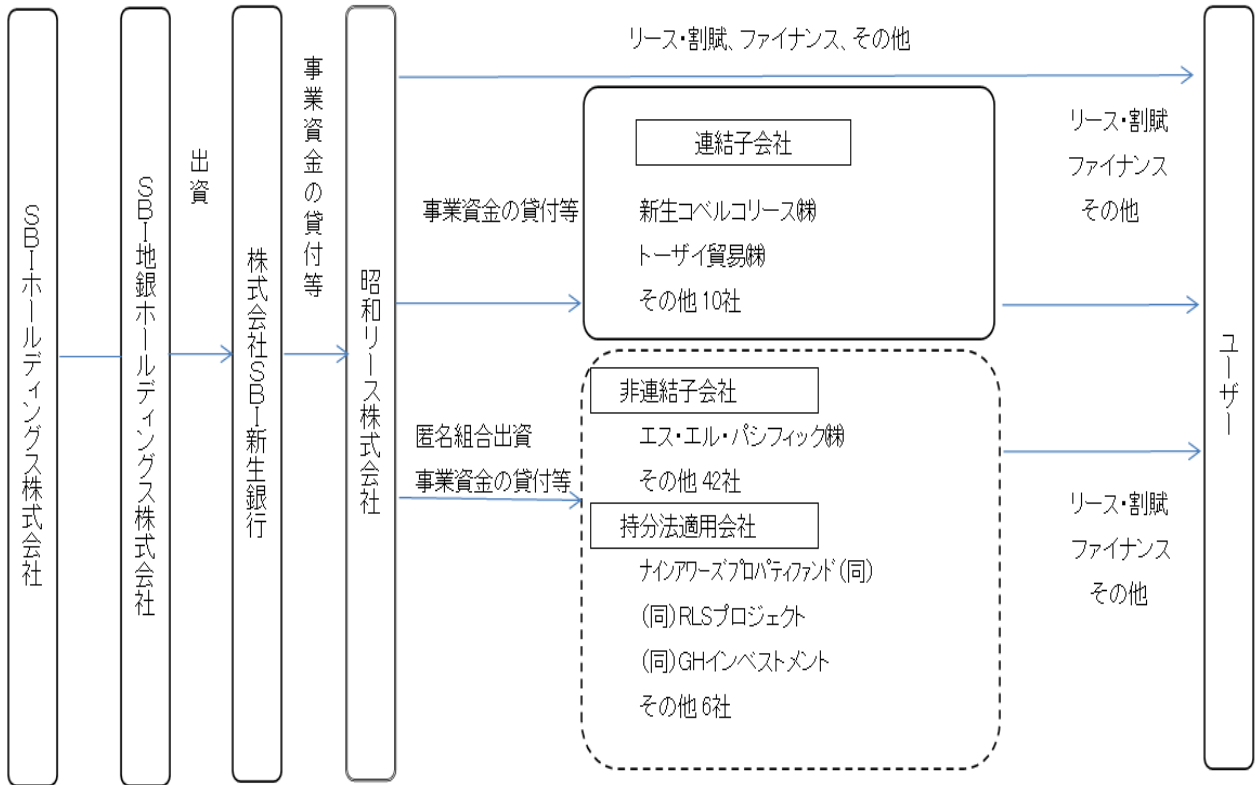 SBIホールディングス株式会社
SBI地銀ホールディングス株式会社
出資
株式会社SBI新生銀行
事業資金の貸付等
昭和リース株式会社
リース・割賦、ファイナンス、その他
事業資金の貸付等
連結子会社
新生コベルコリース㈱
トーザイ貿易㈱
その他 10社
リース・割賦
ファイナンス
その他
匿名組合出資
事業資金の貸付等
非連結子会社
エス・エル・パシフィック㈱
その他 42社
持分法適用会社
ナインアワーズプロパティファンド(同)
(同)RLSプロジェクト
(同)GHインベストメント
その他 6社
リース・割賦
ファイナンス
その他
ユーザー